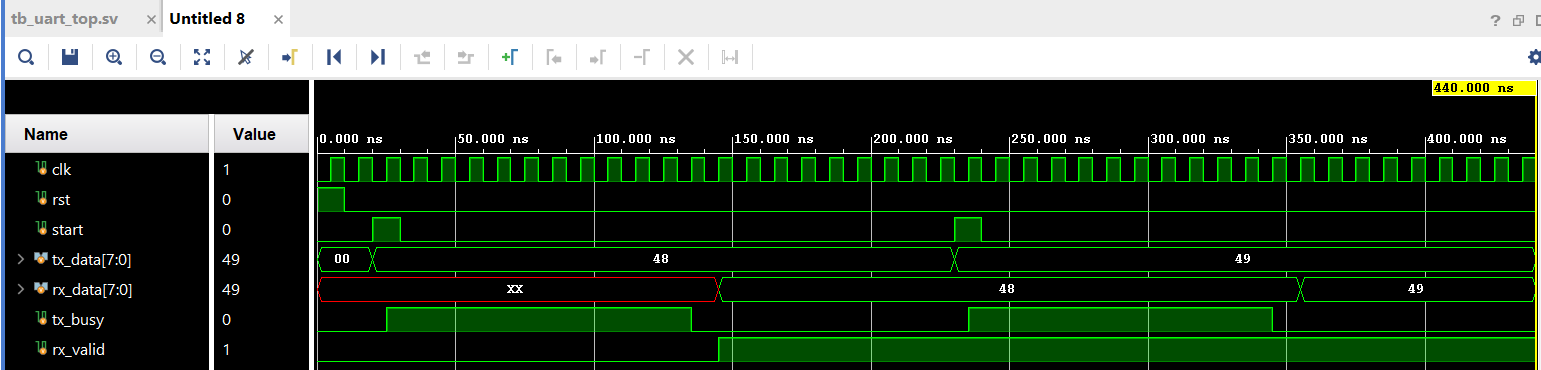 tb_uart_top.sv × Untitled 8 ×
?
440.000 ns
Name Value
0.000 ns 50.000 ns 100.000 ns 150.000 ns 200.000 ns 250.000 ns 300.000 ns 350.000 ns 400.000 ns
clk 1
rst 0
start 0
tx_data[7:0] 49 00 48 49
rx_data[7:0] 49 XX 48 49
tx_busy 0
rx_valid 1